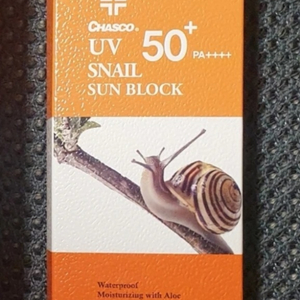 CHASCO®
UV 50+
PA++++
SNAIL
SUN BLOCK
Waterproof
Moisturizing with Aloe